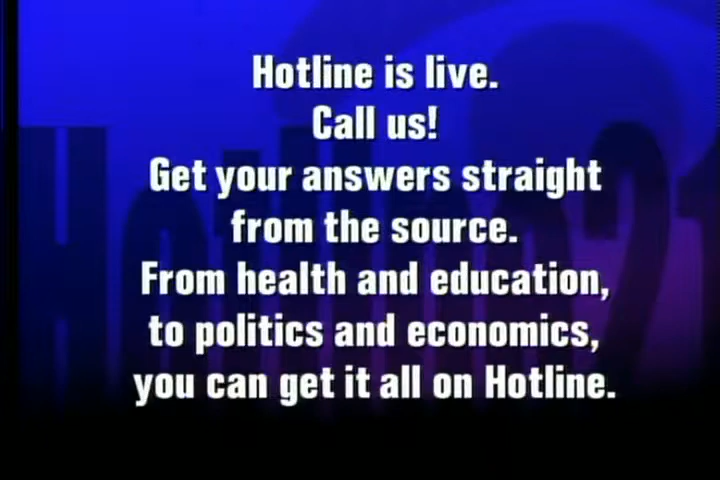 Hotline is live.
Call us!
Get your answers straight
from the source.
From health and education,
to politics and economics,
you can get it all on Hotline.
Hotline21